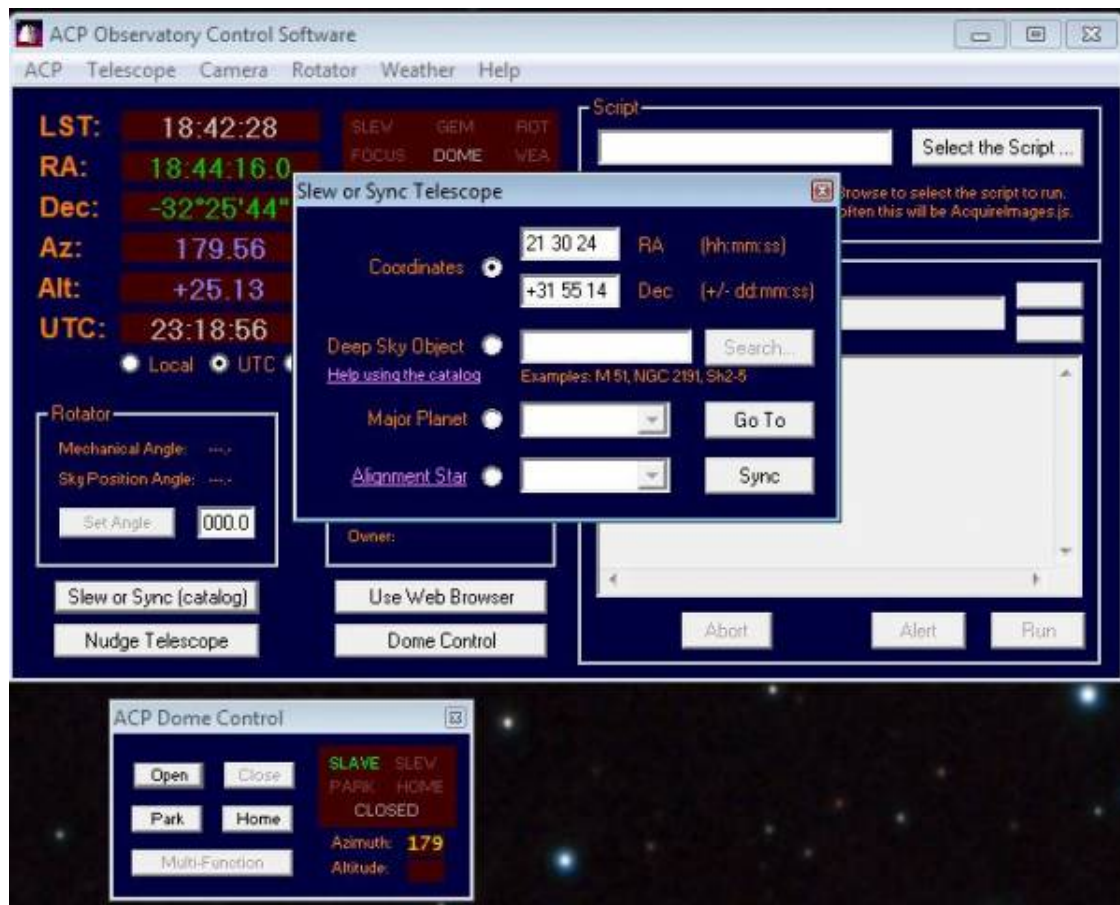 ACP Observatory Control Software
ACP Telescope Camera Rotator Weather Help
LST: 18:42:28
RA: 18:44:16.0
Dec: -32°25'44"
Az: 179.56
Alt: +25.13
UTC: 23:18:56
Local UTC
SLEW GEM ROT
FOCUS DOME WEA
Script
Select the Script ...
Browse to select the script to run.
often this will be AcquireImages.js.
Slew or Sync Telescope
Coordinates 21 30 24 RA (hh:mm:ss)
+31 55 14 Dec (+/- dd:mm:ss)
Deep Sky Object Search...
Help using the catalog Examples: M 51, NGC 2191, Sh2-5
Major Planet Go To
Alignment Star Sync
Rotator
Mechanical Angle: ---.-
Sky Position Angle: ---.-
Set Angle 000.0
Owner:
Slew or Sync (catalog) Use Web Browser
Nudge Telescope Dome Control
Abort Alert Run
ACP Dome Control
Open Close
Park Home
Multi-Function
SLAVE SLEW
PARK HOME
CLOSED
Azimuth: 179
Altitude: